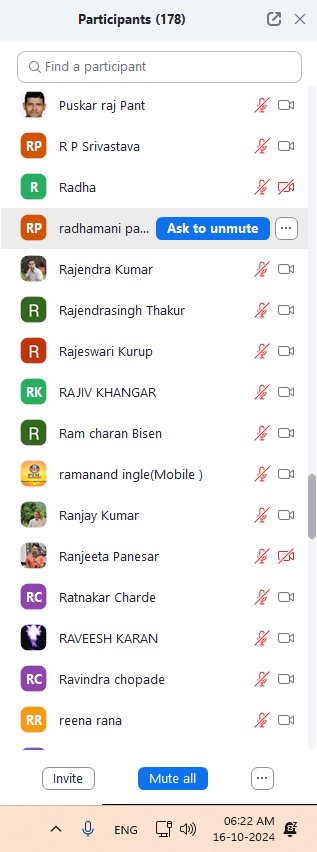 Participants (178)
Find a participant
Puskar raj Pant
RP R P Srivastava
R Radha
RP radhamani pa... Ask to unmute
Rajendra Kumar
R Rajendrasingh Thakur
R Rajeswari Kurup
RK RAJIV KHANGAR
R Ram charan Bisen
ramanand ingle(Mobile )
Ranjay Kumar
Ranjeeta Panesar
RC Ratnakar Charde
RAVEESH KARAN
RC Ravindra chopade
RR reena rana
Invite Mute all
ENG 06:22 AM
16-10-2024